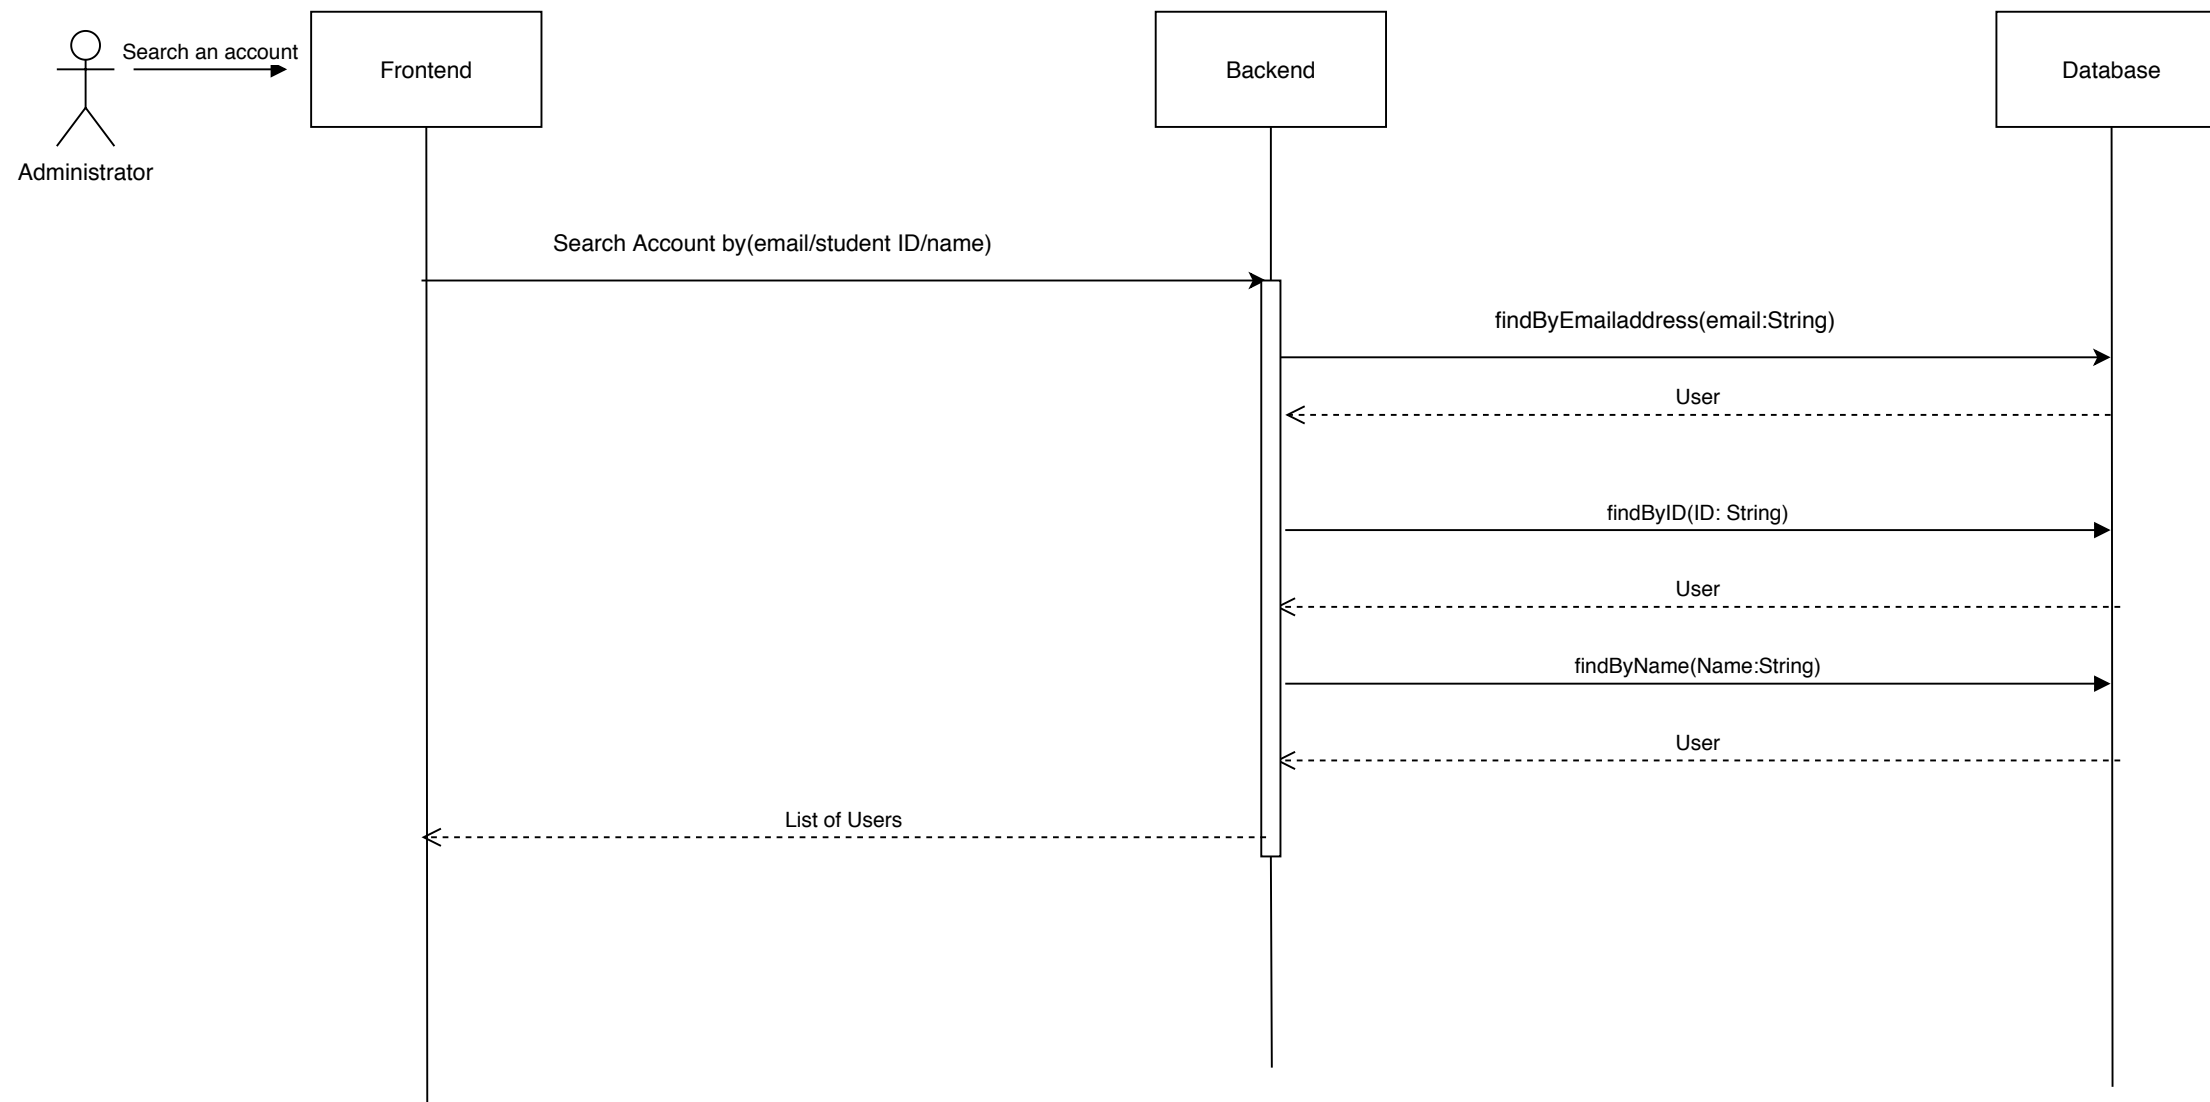 Search an account
Frontend
Backend
Database
Administrator
Search Account by(email/student ID/name)
findByEmailaddress(email:String)
User
findByID(ID: String)
User
findByName(Name:String)
User
List of Users